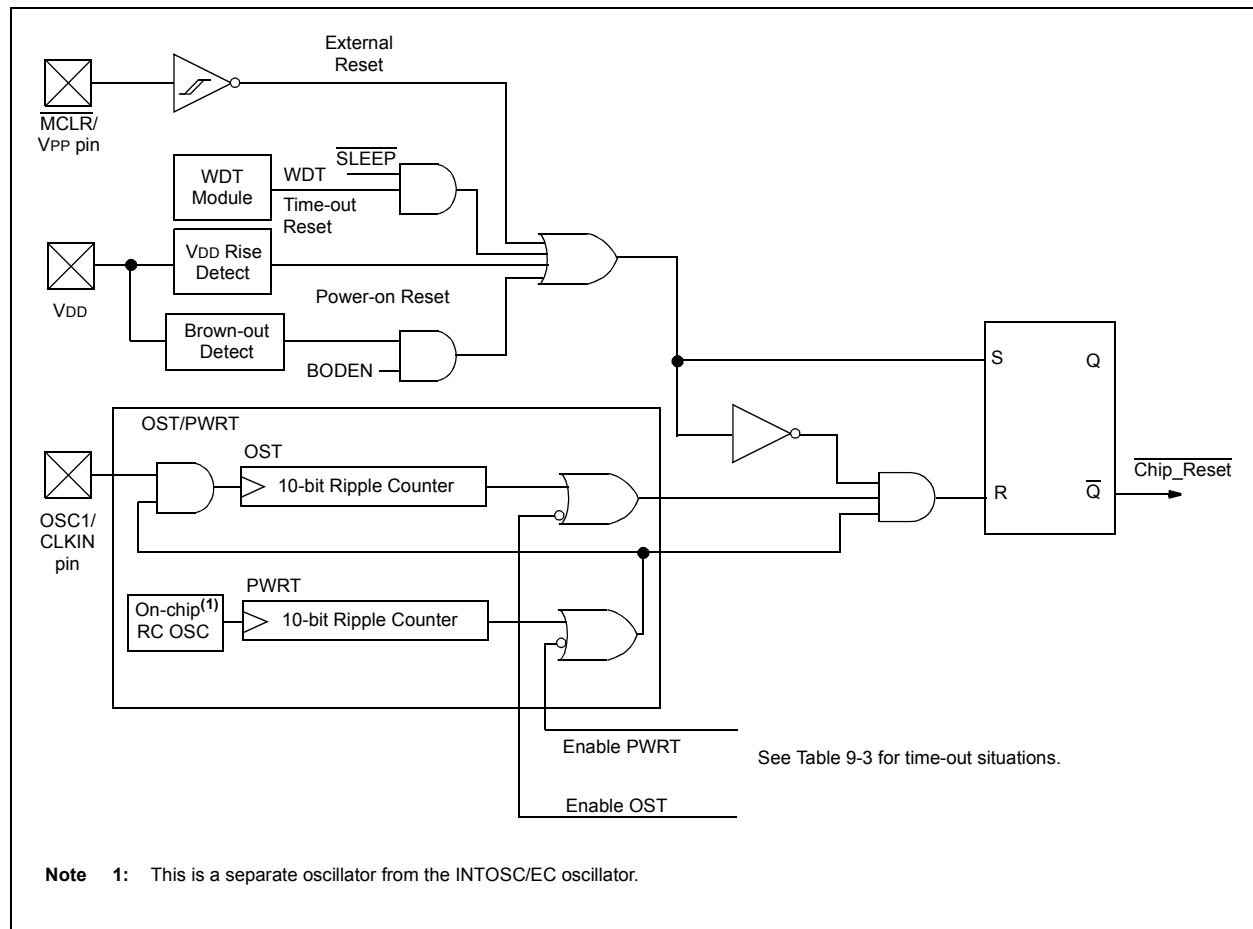 External
Reset
MCLR/
VPP pin
SLEEP
WDT
Module
WDT
Time-out
Reset
VDD Rise
Detect
VDD
Power-on Reset
Brown-out
Detect
BODEN
S
Q
OST/PWRT
OST
10-bit Ripple Counter
OSC1/
CLKIN
pin
Chip_Reset
R
Q
PWRT
On-chip(1)
RC OSC
10-bit Ripple Counter
Enable PWRT
See Table 9-3 for time-out situations.
Enable OST
Note 1: This is a separate oscillator from the INTOSC/EC oscillator.